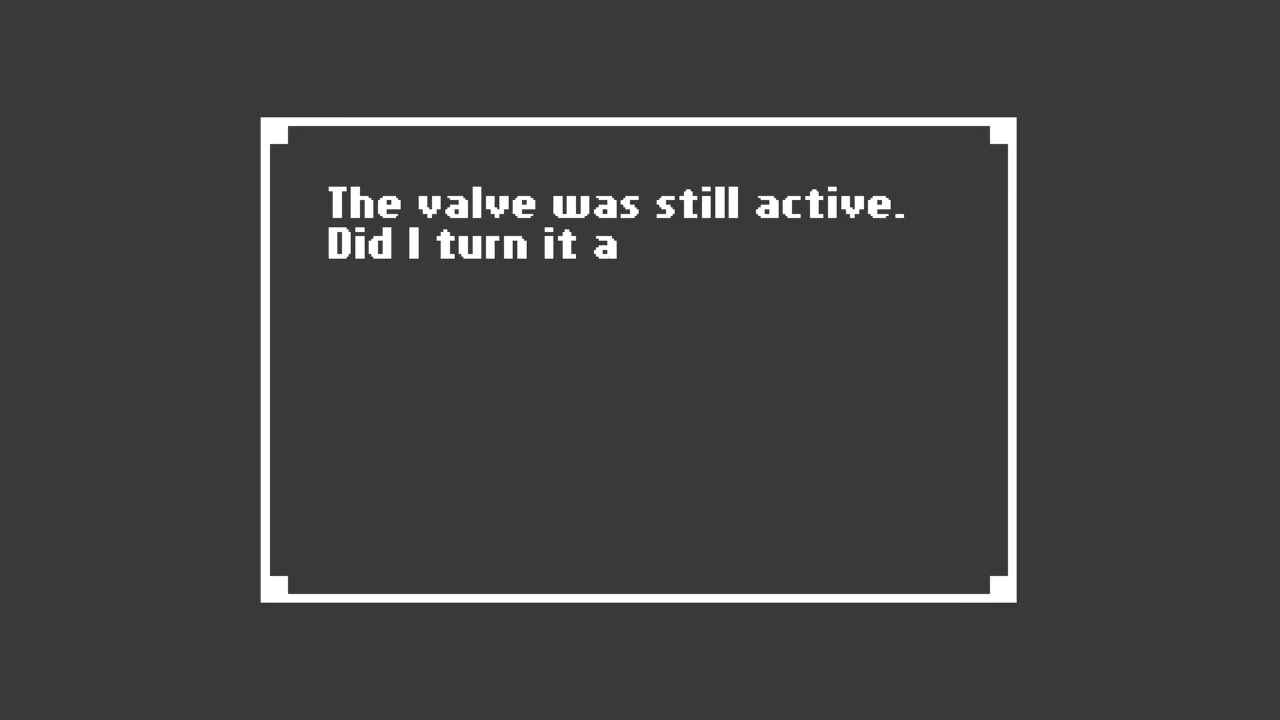 The valve was still active.
Did I turn it a